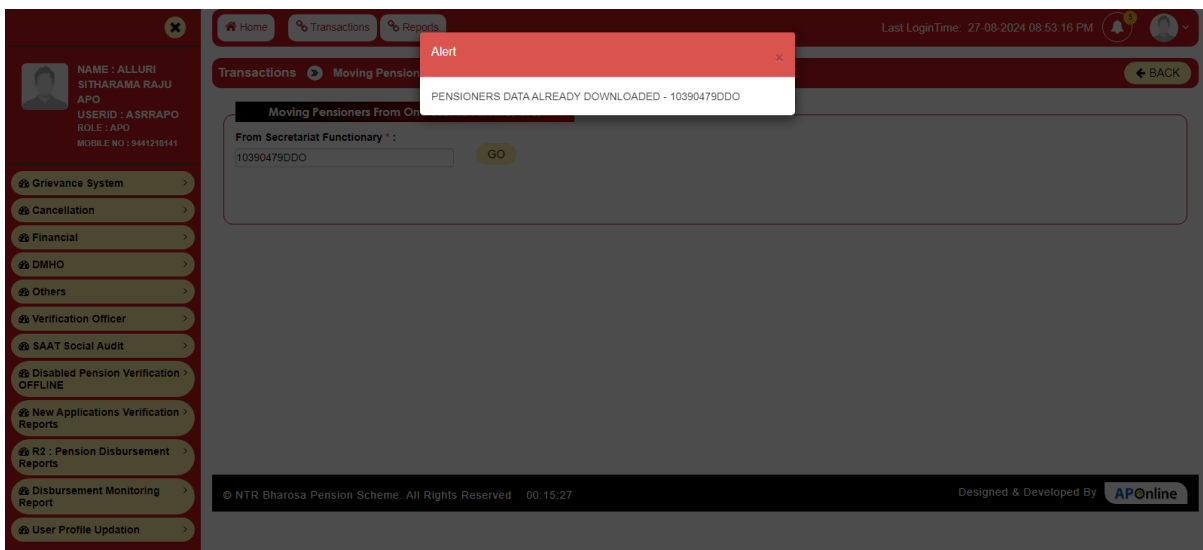 Home
Transactions
Reports
Last LoginTime: 27-08-2024 08:53:16 PM
NAME : ALLURI
SITHARAMA RAJU
APO
USERID : ASRRAPO
ROLE : APO
MOBILE NO : 9441218141
Alert
×
PENSIONERS DATA ALREADY DOWNLOADED - 10390479DDO
Transactions Moving Pension
BACK
Moving Pensioners From On
From Secretariat Functionary * :
10390479DDO
GO
Grievance System
Cancellation
Financial
DMHO
Others
Verification Officer
SAAT Social Audit
Disabled Pension Verification
OFFLINE
New Applications Verification
Reports
R2 : Pension Disbursement
Reports
Disbursement Monitoring
Report
User Profile Updation
© NTR Bharosa Pension Scheme. All Rights Reserved 00:15:27
Designed & Developed By APOnline